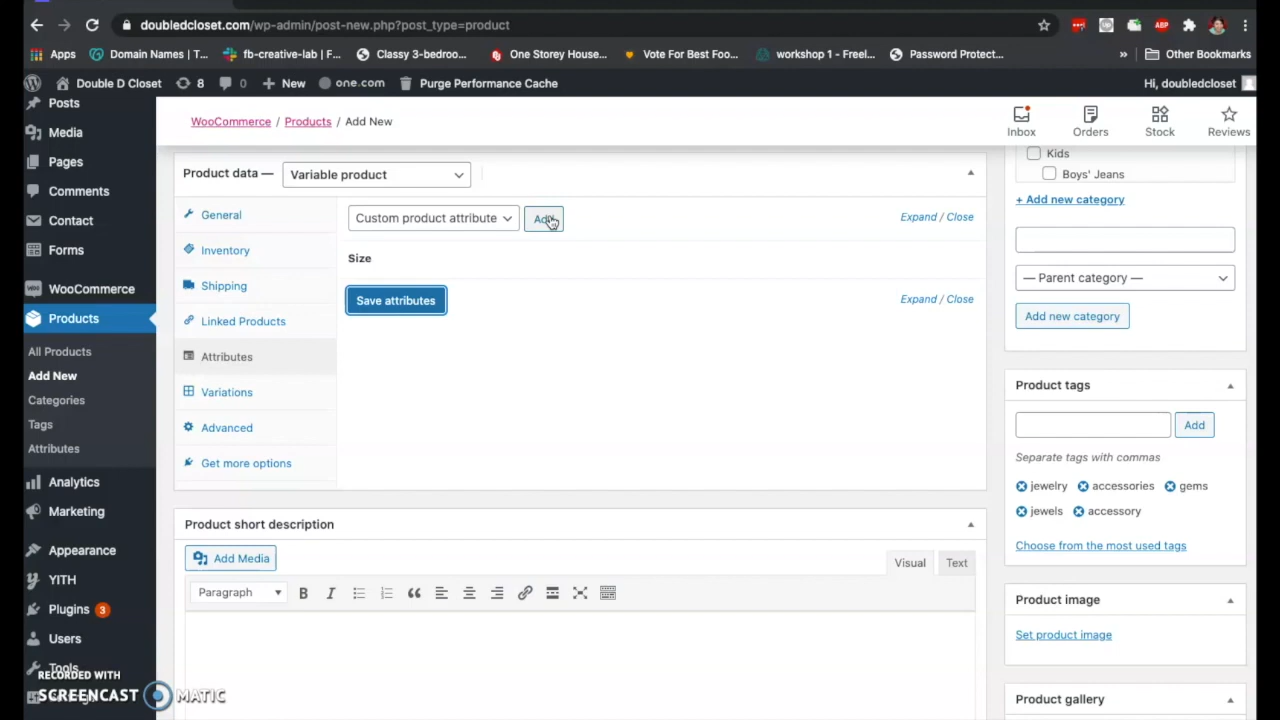 doubledcloset.com/wp-admin/post-new.php?post_type=product
ABP
Apps Domain Names | T... fb-creative-lab | F... Classy 3-bedroo... One Storey House... Vote For Best Foo... workshop 1 – Freel... Password Protect... » Other Bookmarks
Double D Closet 8 0 + New one.com Purge Performance Cache Hi, doubledcloset
Posts
Media
Pages
Comments
Contact
Forms
WooCommerce
Products
All Products
Add New
Categories
Tags
Attributes
Analytics
Marketing
Appearance
YITH
Plugins 3
Users
Tools
WooCommerce / Products / Add New
Inbox Orders Stock Reviews
Product data — Variable product
General
Inventory
Shipping
Linked Products
Attributes
Variations
Advanced
Get more options
Custom product attribute Add Expand / Close
Size
Save attributes Expand / Close
Product short description
Add Media Visual Text
Paragraph B I
Kids
Boys' Jeans
+ Add new category
— Parent category —
Add new category
Product tags
Add
Separate tags with commas
jewelry accessories gems
jewels accessory
Choose from the most used tags
Product image
Set product image
Product gallery
RECORDED WITH
SCREENCAST MATIC